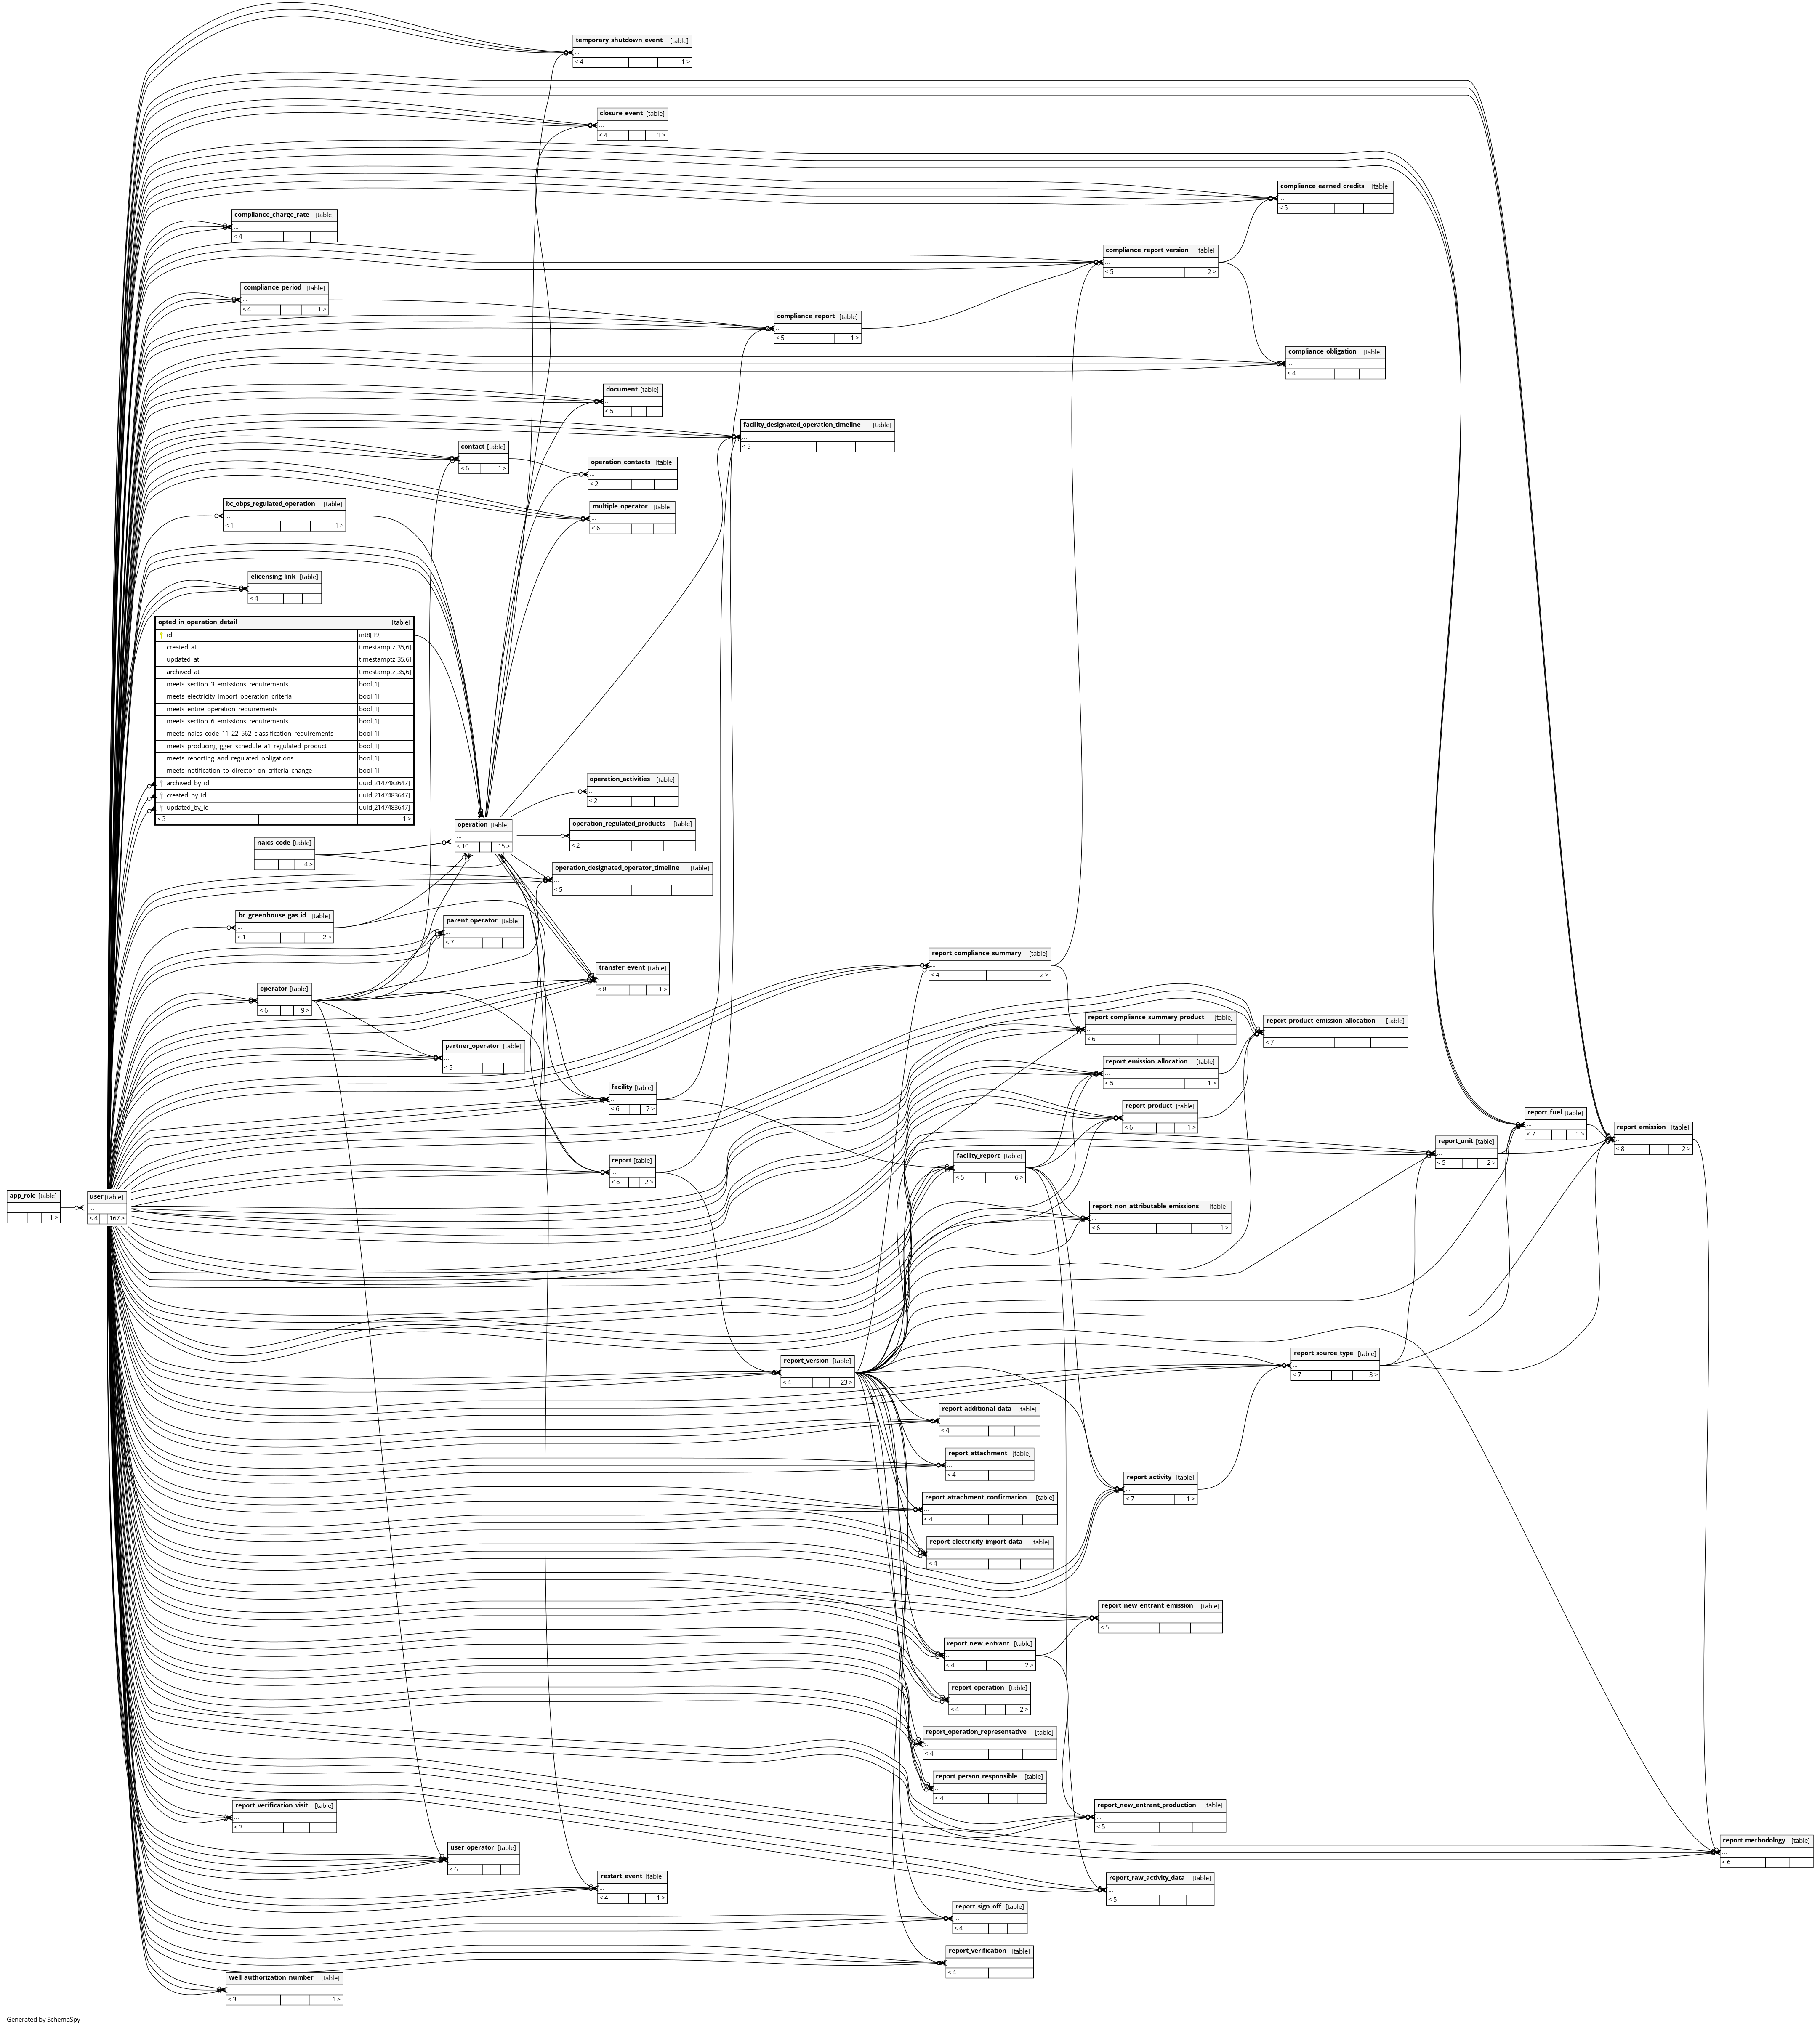 temporary_shutdown_event [table]
...
< 4 1 >
closure_event [table]
...
< 4 1 >
compliance_earned_credits [table]
...
< 5
compliance_charge_rate [table]
...
< 4
compliance_report_version [table]
...
< 5 2 >
compliance_period [table]
...
< 4 1 >
compliance_report [table]
...
< 5 1 >
compliance_obligation [table]
...
< 4
document [table]
...
< 5
facility_designated_operation_timeline [table]
...
< 5
contact [table]
...
< 6 1 >
operation_contacts [table]
...
< 2
bc_obps_regulated_operation [table]
...
< 1 1 >
multiple_operator [table]
...
< 6
elicensing_link [table]
...
< 4
opted_in_operation_detail [table]
id int8[19]
created_at timestamptz[35,6]
updated_at timestamptz[35,6]
archived_at timestamptz[35,6]
meets_section_3_emissions_requirements bool[1]
meets_electricity_import_operation_criteria bool[1]
meets_entire_operation_requirements bool[1]
meets_section_6_emissions_requirements bool[1]
meets_naics_code_11_22_562_classification_requirements bool[1]
meets_producing_gger_schedule_a1_regulated_product bool[1]
meets_reporting_and_regulated_obligations bool[1]
meets_notification_to_director_on_criteria_change bool[1]
archived_by_id uuid[2147483647]
created_by_id uuid[2147483647]
updated_by_id uuid[2147483647]
< 3 1 >
operation_activities [table]
...
< 2
operation [table]
...
< 10 15 >
operation_regulated_products [table]
...
< 2
naics_code [table]
...
4 >
operation_designated_operator_timeline [table]
...
< 5
bc_greenhouse_gas_id [table]
...
< 1 2 >
parent_operator [table]
...
< 7
report_compliance_summary [table]
...
< 4 2 >
transfer_event [table]
...
< 8 1 >
operator [table]
...
< 6 9 >
report_compliance_summary_product [table]
...
< 6
report_product_emission_allocation [table]
...
< 7
partner_operator [table]
...
< 5
report_emission_allocation [table]
...
< 5 1 >
facility [table]
...
< 6 7 >
report_product [table]
...
< 6 1 >
report_fuel [table]
...
< 7 1 >
report_emission [table]
...
< 8 2 >
report_unit [table]
...
< 5 2 >
report [table]
...
< 6 2 >
facility_report [table]
...
< 5 6 >
app_role [table]
...
1 >
user [table]
...
< 4 167 >
report_non_attributable_emissions [table]
...
< 6 1 >
report_version [table]
...
< 4 23 >
report_source_type [table]
...
< 7 3 >
report_additional_data [table]
...
< 4
report_attachment [table]
...
< 4
report_activity [table]
...
< 7 1 >
report_attachment_confirmation [table]
...
< 4
report_electricity_import_data [table]
...
< 4
report_new_entrant_emission [table]
...
< 5
report_new_entrant [table]
...
< 4 2 >
report_operation [table]
...
< 4 2 >
report_operation_representative [table]
...
< 4
report_person_responsible [table]
...
< 4
report_verification_visit [table]
...
< 3
report_new_entrant_production [table]
...
< 5
report_methodology [table]
...
< 6
user_operator [table]
...
< 6
restart_event [table]
...
< 4 1 >
report_raw_activity_data [table]
...
< 5
report_sign_off [table]
...
< 4
report_verification [table]
...
< 4
well_authorization_number [table]
...
< 3 1 >
Generated by SchemaSpy